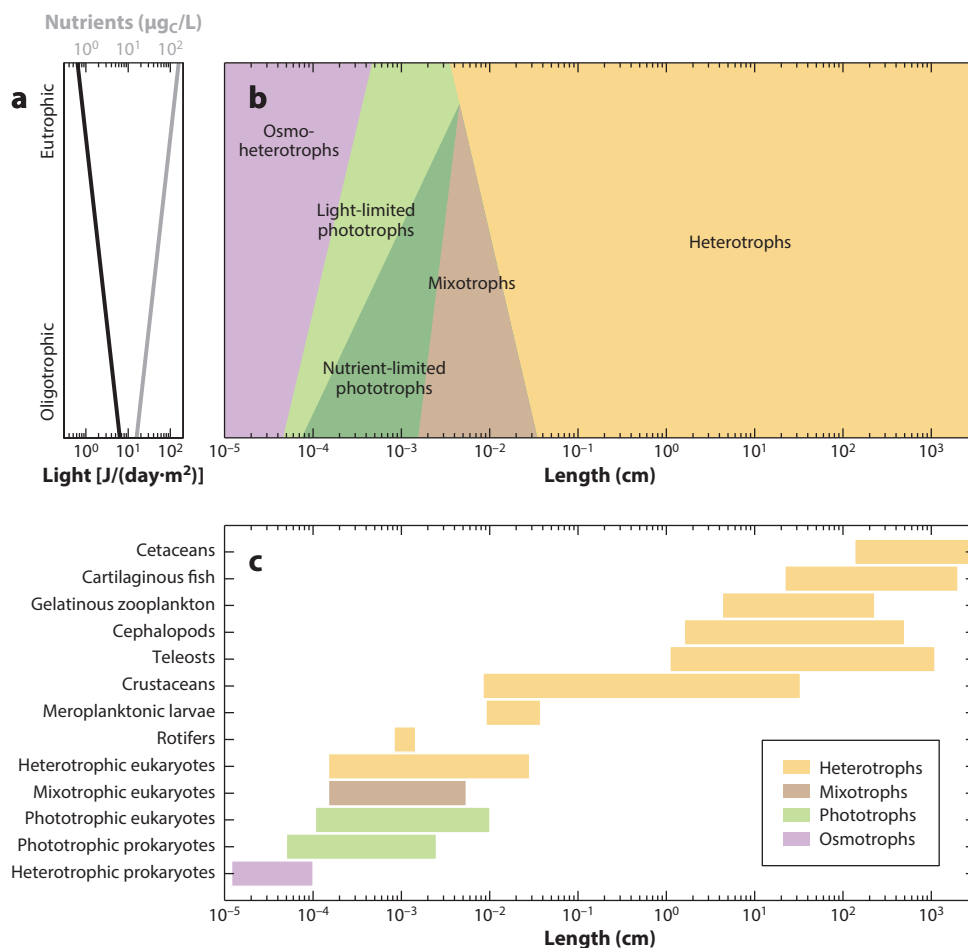 Nutrients (μgC/L)
10⁰ 10¹ 10²
a
Eutrophic
Oligotrophic
10⁰ 10¹ 10²
Light [J/(day·m²)]
b
Osmo-
heterotrophs
Light-limited
phototrophs
Nutrient-limited
phototrophs
Mixotrophs
Heterotrophs
10⁻⁵ 10⁻⁴ 10⁻³ 10⁻² 10⁻¹ 10⁰ 10¹ 10² 10³
Length (cm)
c
Cetaceans
Cartilaginous fish
Gelatinous zooplankton
Cephalopods
Teleosts
Crustaceans
Meroplanktonic larvae
Rotifers
Heterotrophic eukaryotes
Mixotrophic eukaryotes
Phototrophic eukaryotes
Phototrophic prokaryotes
Heterotrophic prokaryotes
Heterotrophs
Mixotrophs
Phototrophs
Osmotrophs
10⁻⁵ 10⁻⁴ 10⁻³ 10⁻² 10⁻¹ 10⁰ 10¹ 10² 10³
Length (cm)